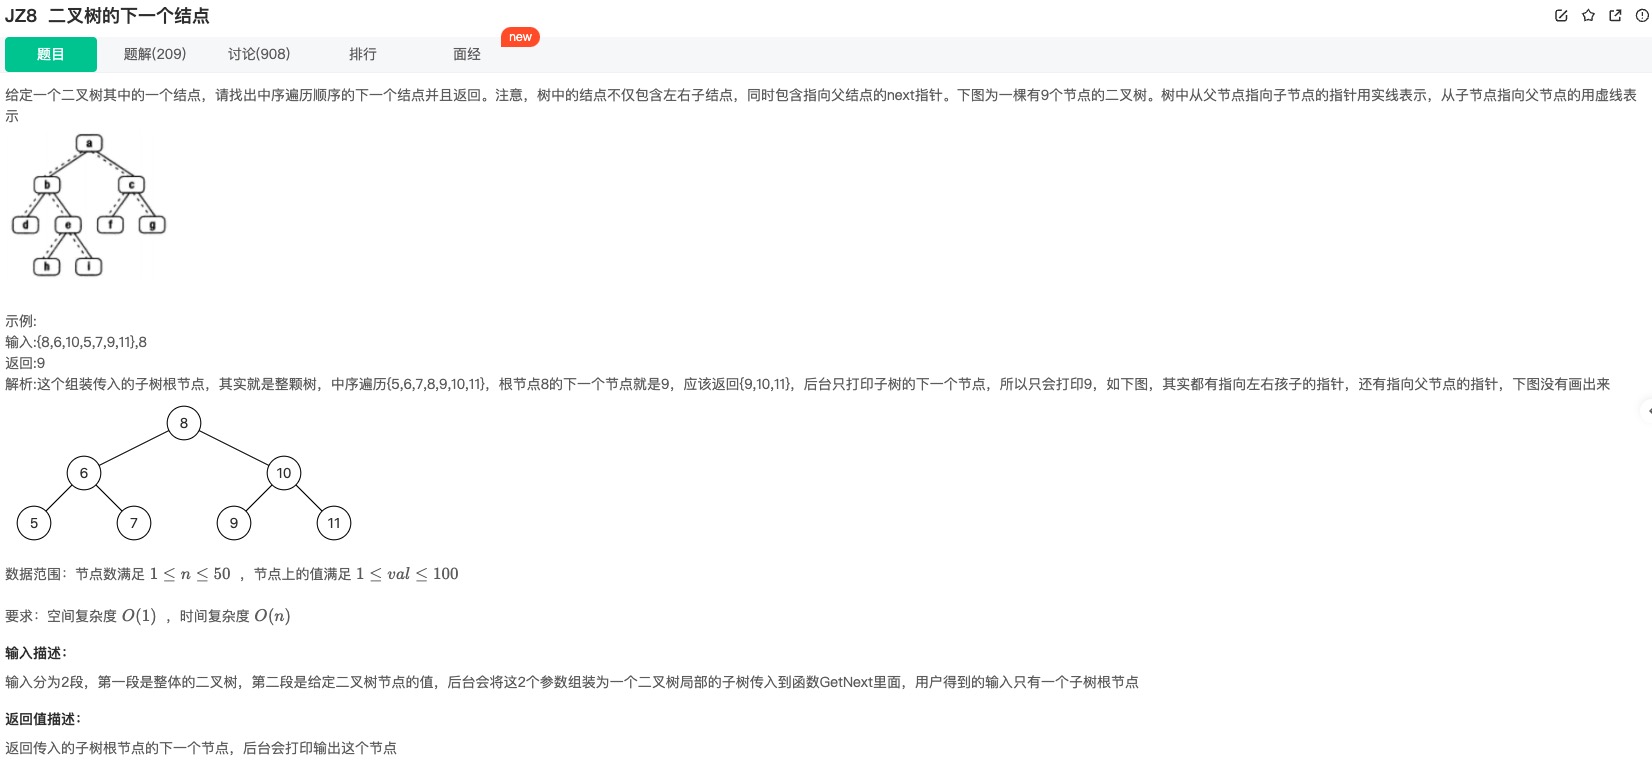 JZ8 二叉树的下一个结点
题目 题解(209) 讨论(908) 排行 面经 new
给定一个二叉树其中的一个结点，请找出中序遍历顺序的下一个结点并且返回。注意，树中的结点不仅包含左右子结点，同时包含指向父结点的next指针。下图为一棵有9个节点的二叉树。树中从父节点指向子节点的指针用实线表示，从子节点指向父节点的用虚线表
示
a
b c
d e f g
h i
示例:
输入:{8,6,10,5,7,9,11},8
返回:9
解析:这个组装传入的子树根节点，其实就是整颗树，中序遍历{5,6,7,8,9,10,11}，根节点8的下一个节点就是9，应该返回{9,10,11}，后台只打印子树的下一个节点，所以只会打印9，如下图，其实都有指向左右孩子的指针，还有指向父节点的指针，下图没有画出来
8
6 10
5 7 9 11
数据范围：节点数满足 1 ≤ n ≤ 50 ，节点上的值满足 1 ≤ val ≤ 100
要求：空间复杂度 O(1) ，时间复杂度 O(n)
输入描述：
输入分为2段，第一段是整体的二叉树，第二段是给定二叉树节点的值，后台会将这2个参数组装为一个二叉树局部的子树传入到函数GetNext里面，用户得到的输入只有一个子树根节点
返回值描述：
返回传入的子树根节点的下一个节点，后台会打印输出这个节点